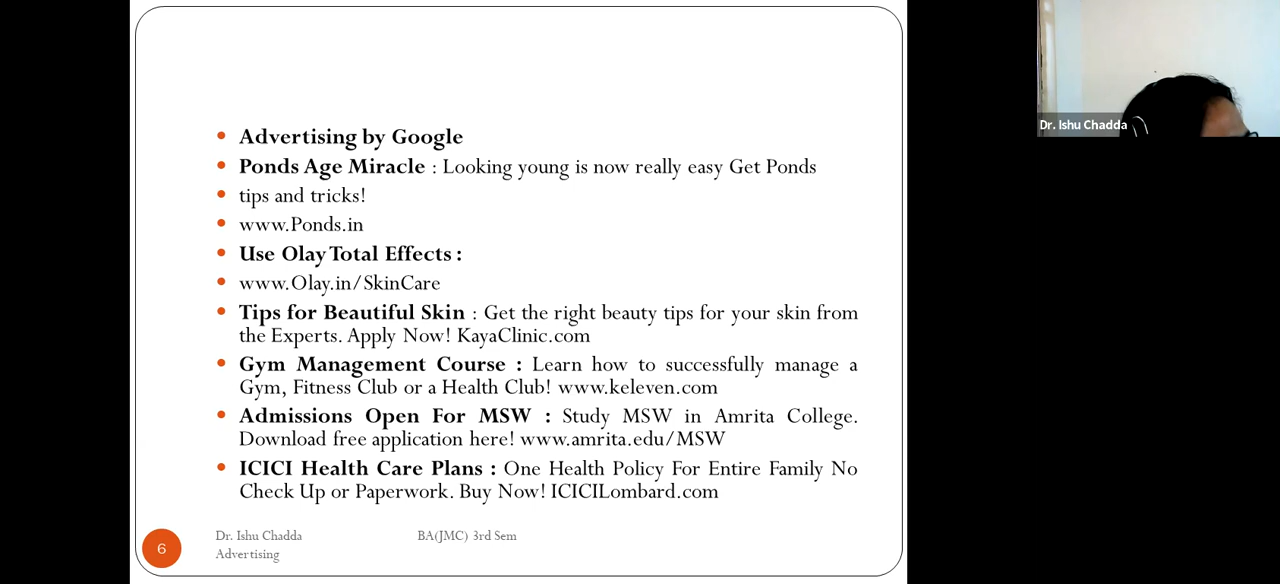 Advertising by Google
Ponds Age Miracle : Looking young is now really easy Get Ponds
tips and tricks!
www.Ponds.in
Use Olay Total Effects :
www.Olay.in/SkinCare
Tips for Beautiful Skin : Get the right beauty tips for your skin from
the Experts. Apply Now! KayaClinic.com
Gym Management Course : Learn how to successfully manage a
Gym, Fitness Club or a Health Club! www.keleven.com
Admissions Open For MSW : Study MSW in Amrita College.
Download free application here! www.amrita.edu/MSW
ICICI Health Care Plans : One Health Policy For Entire Family No
Check Up or Paperwork. Buy Now! ICICILombard.com
6
Dr. Ishu Chadda BA(JMC) 3rd Sem
Advertising
Dr. Ishu Chadda